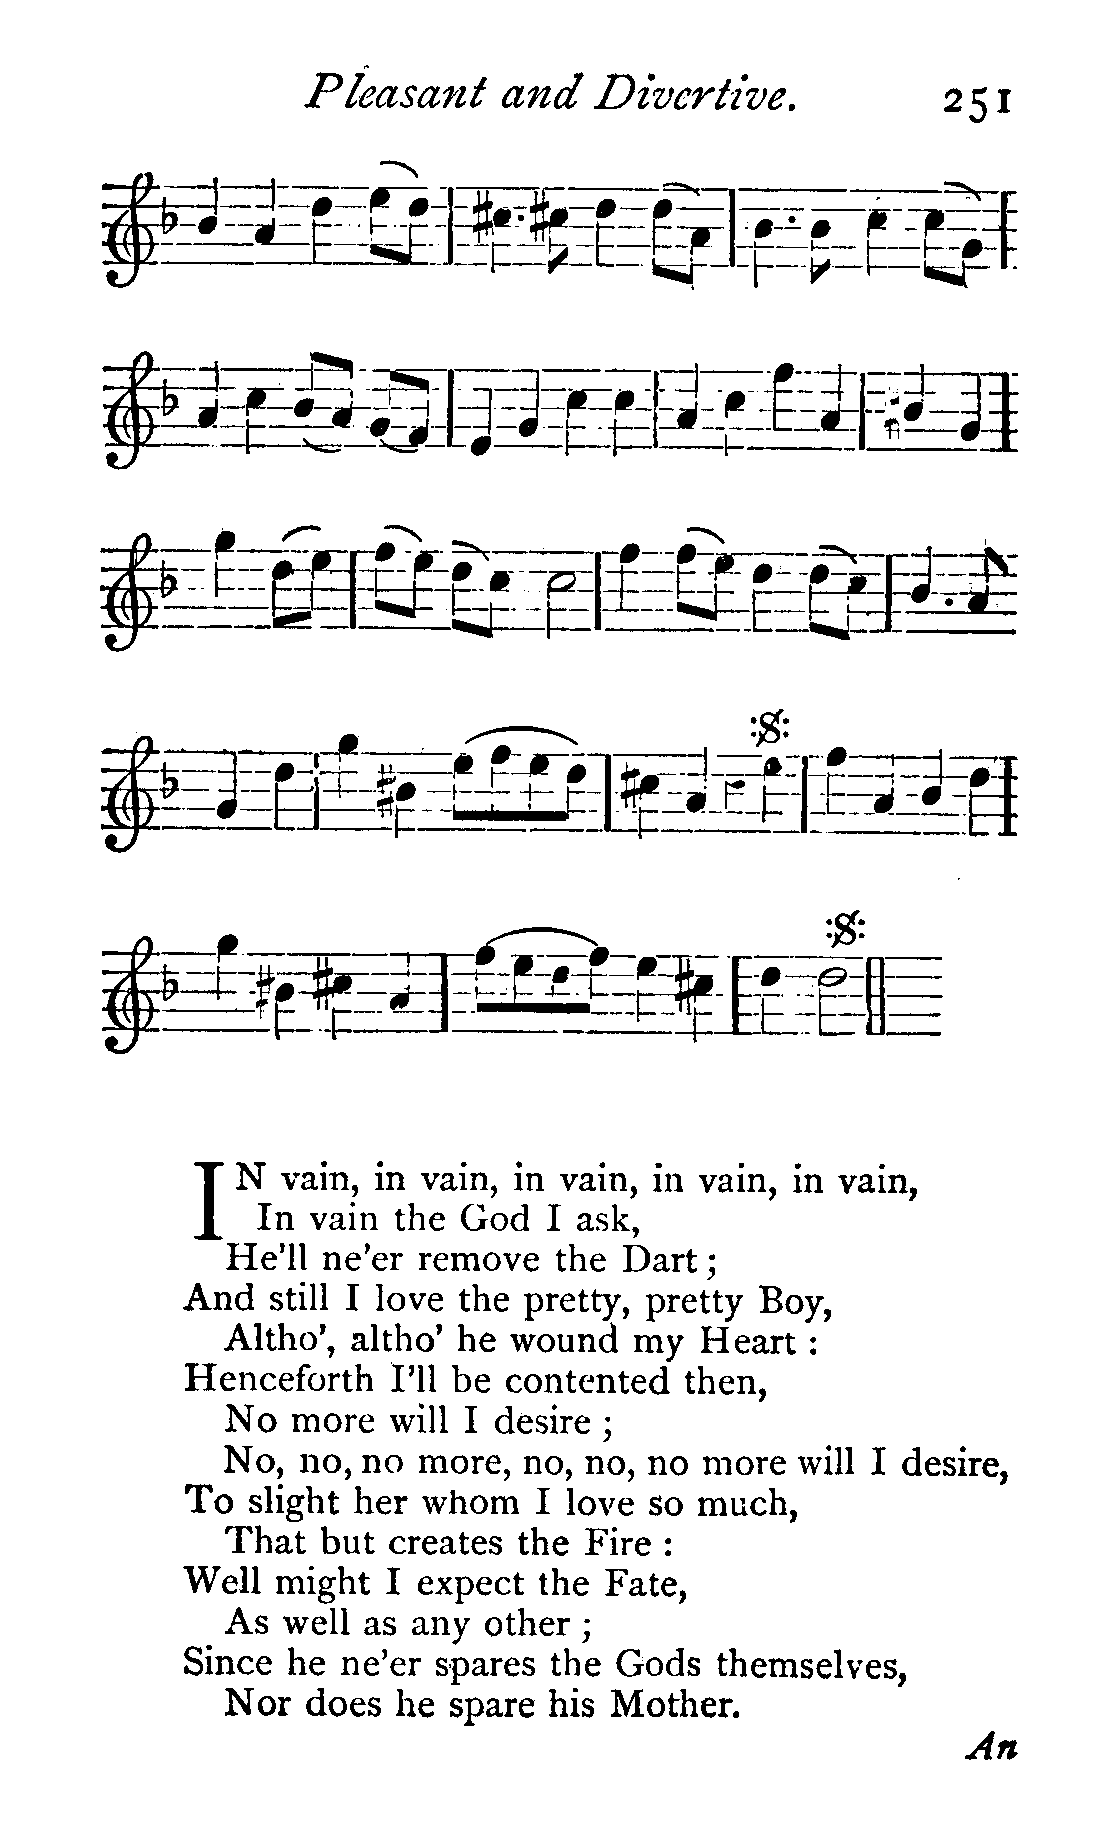 Pleasant and Divertive. 251
IN vain, in vain, in vain, in vain, in vain,
In vain the God I ask,
He'll ne'er remove the Dart;
And still I love the pretty, pretty Boy,
Altho', altho' he wound my Heart :
Henceforth I'll be contented then,
No more will I desire ;
No, no, no more, no, no, no more will I desire,
To slight her whom I love so much,
That but creates the Fire :
Well might I expect the Fate,
As well as any other ;
Since he ne'er spares the Gods themselves,
Nor does he spare his Mother.
An